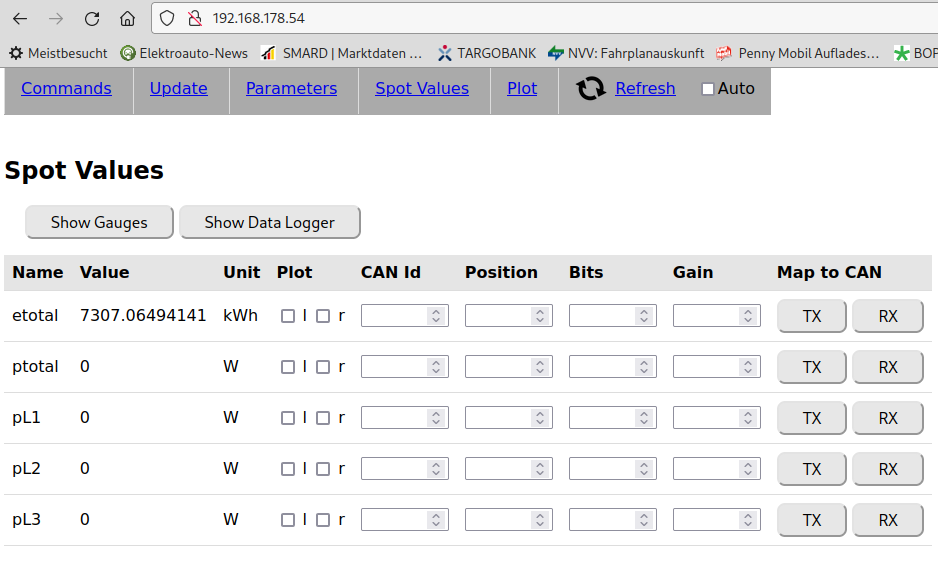 192.168.178.54
Meistbesucht Elektroauto-News SMARD | Marktdaten ... TARGOBANK NVV: Fahrplanauskunft Penny Mobil Auflades... BOP
Commands Update Parameters Spot Values Plot Refresh Auto
Spot Values
Show Gauges Show Data Logger
Name Value Unit Plot CAN Id Position Bits Gain Map to CAN
etotal 7307.06494141 kWh l r TX RX
ptotal 0 W l r TX RX
pL1 0 W l r TX RX
pL2 0 W l r TX RX
pL3 0 W l r TX RX